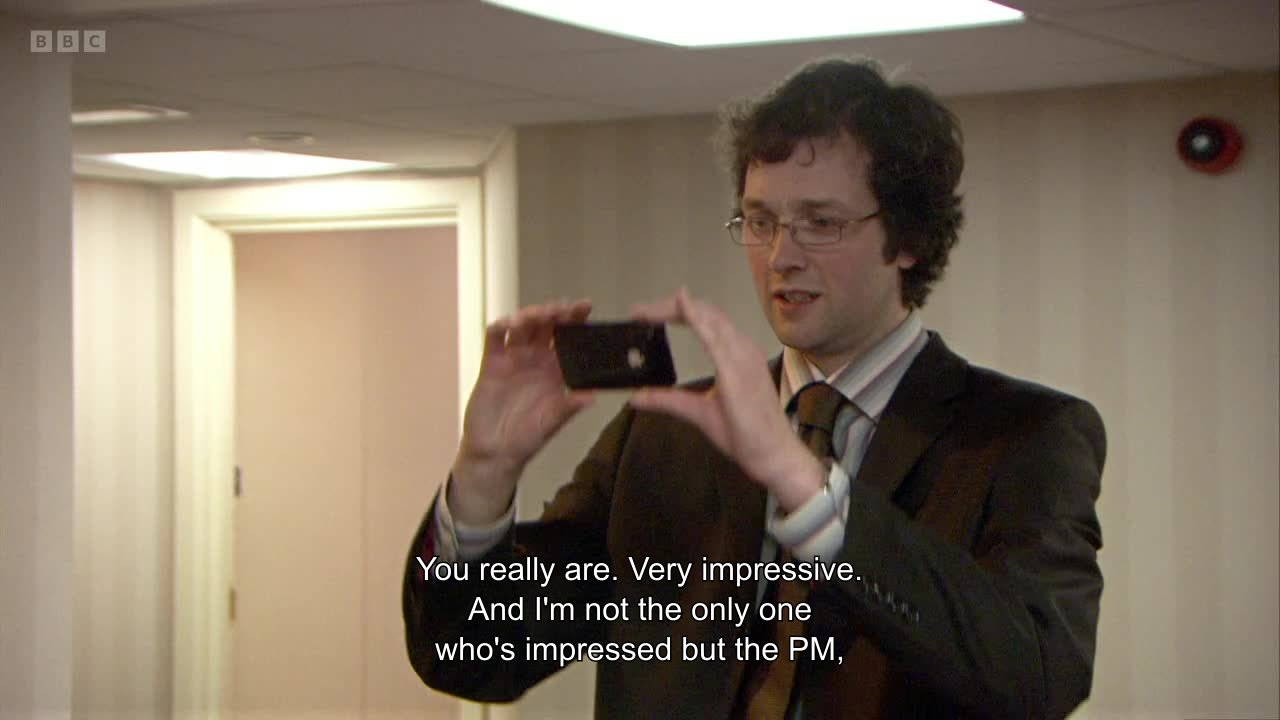 BBC
You really are. Very impressive.
And I'm not the only one
who's impressed but the PM,